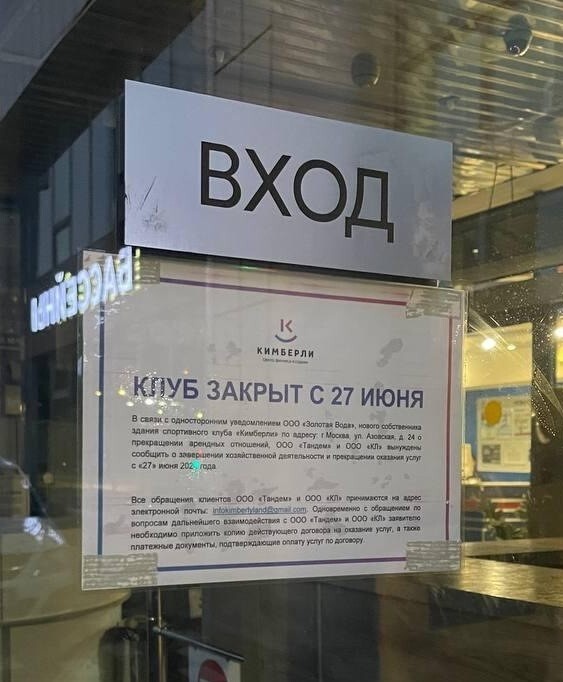 ВХОД
БАССЕЙНОМ
КИМБЕРЛИ
КЛУБ ЗАКРЫТ С 27 ИЮНЯ
В связи с односторонним уведомлением ООО «Золотая Вода», нового собственника
здания спортивного клуба «Кимберли» по адресу: г.Москва, ул. Азовская, д. 24 о
прекращении арендных отношений, ООО «Тандем» и ООО «КЛ» вынуждены
сообщить о завершении хозяйственной деятельности и прекращении оказания услуг
с «27» июня года.
Все обращения клиентов ООО «Тандем» и ООО «КЛ» принимаются на адрес
электронной почты: infokimberlyland@gmail.com. Одновременно с обращением по
вопросам дальнейшего взаимодействия с ООО «Тандем» и ООО «КЛ» заявителю
необходимо приложить копию действующего договора на оказание услуг, а также
платежные документы, подтверждающие оплату услуг по договору.